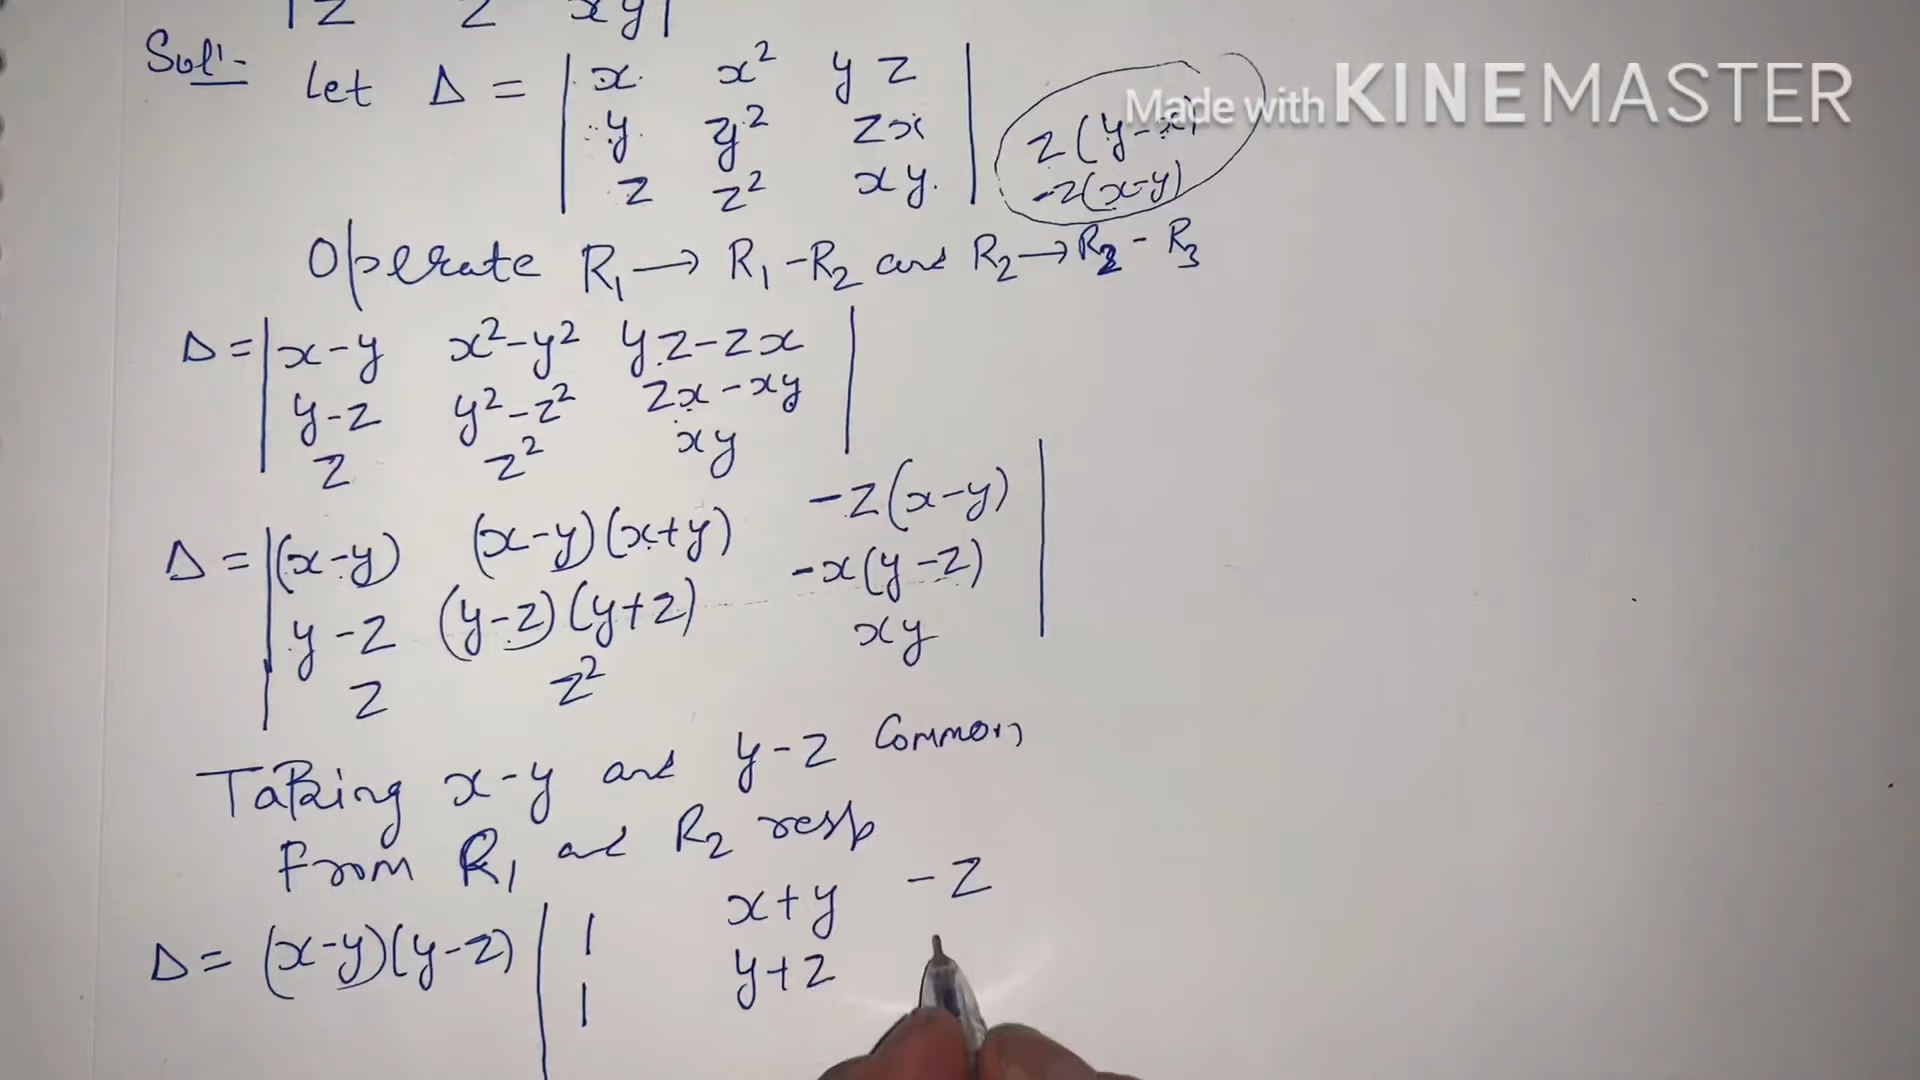 | z z xy |
Sol':- Let Δ = | x x² yz |
| y y² zx |
| z z² xy. |
z(y-x)
-z(x-y)
Made with KINEMASTER
Operate R₁ → R₁ - R₂ and R₂ → R₂ - R₃
Δ = | x-y x²-y² yz-zx |
| y-z y²-z² zx-xy |
| z z² xy |
Δ = | (x-y) (x-y)(x+y) -z(x-y) |
| y-z (y-z)(y+z) -x(y-z) |
| z z² xy |
Taking x-y and y-z common
From R₁ and R₂ resp
Δ = (x-y)(y-z) | 1 x+y -z
| 1 y+z